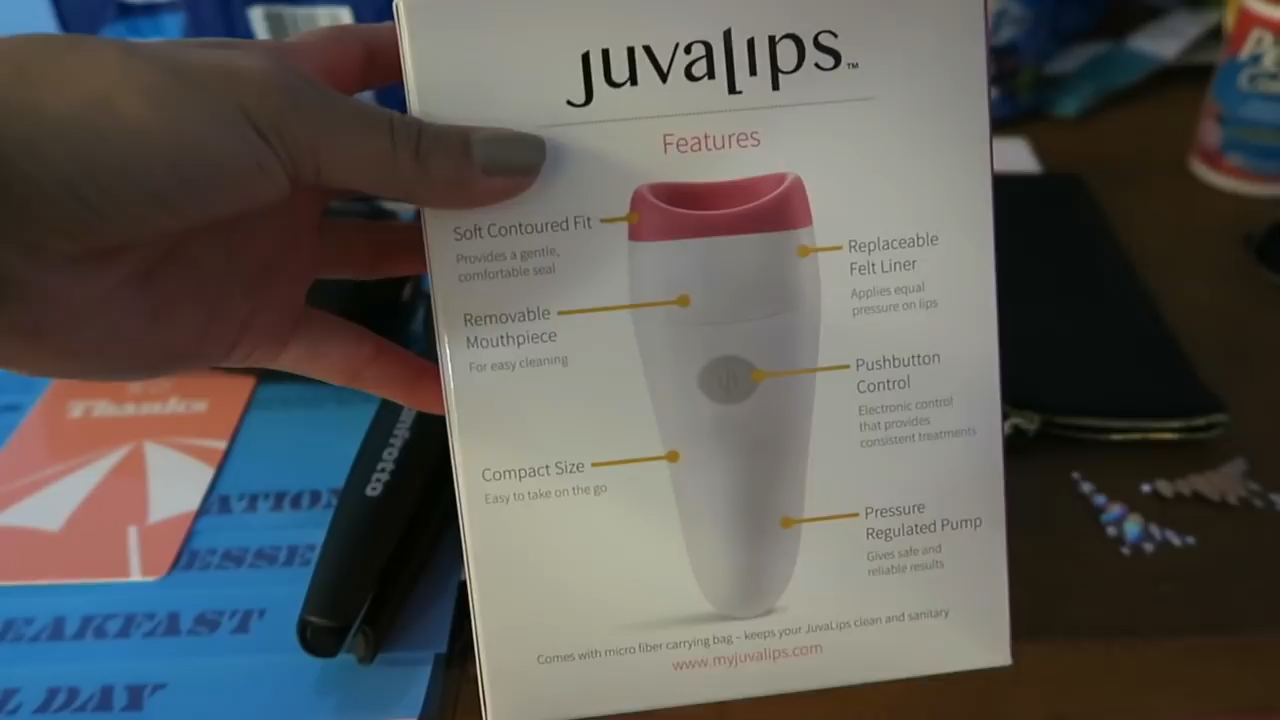 JUVALIPS™
Features
Soft Contoured Fit
Provides a gentle,
comfortable seal
Removable
Mouthpiece
For easy cleaning
Compact Size
Easy to take on the go
Replaceable
Felt Liner
Applies equal
pressure on lips
Pushbutton
Control
Electronic control
that provides
consistent treatments
Pressure
Regulated Pump
Gives safe and
reliable results
Comes with micro fiber carrying bag – keeps your JuvaLips clean and sanitary
www.myjuvalips.com
Thanks
nfrotto
L DAY